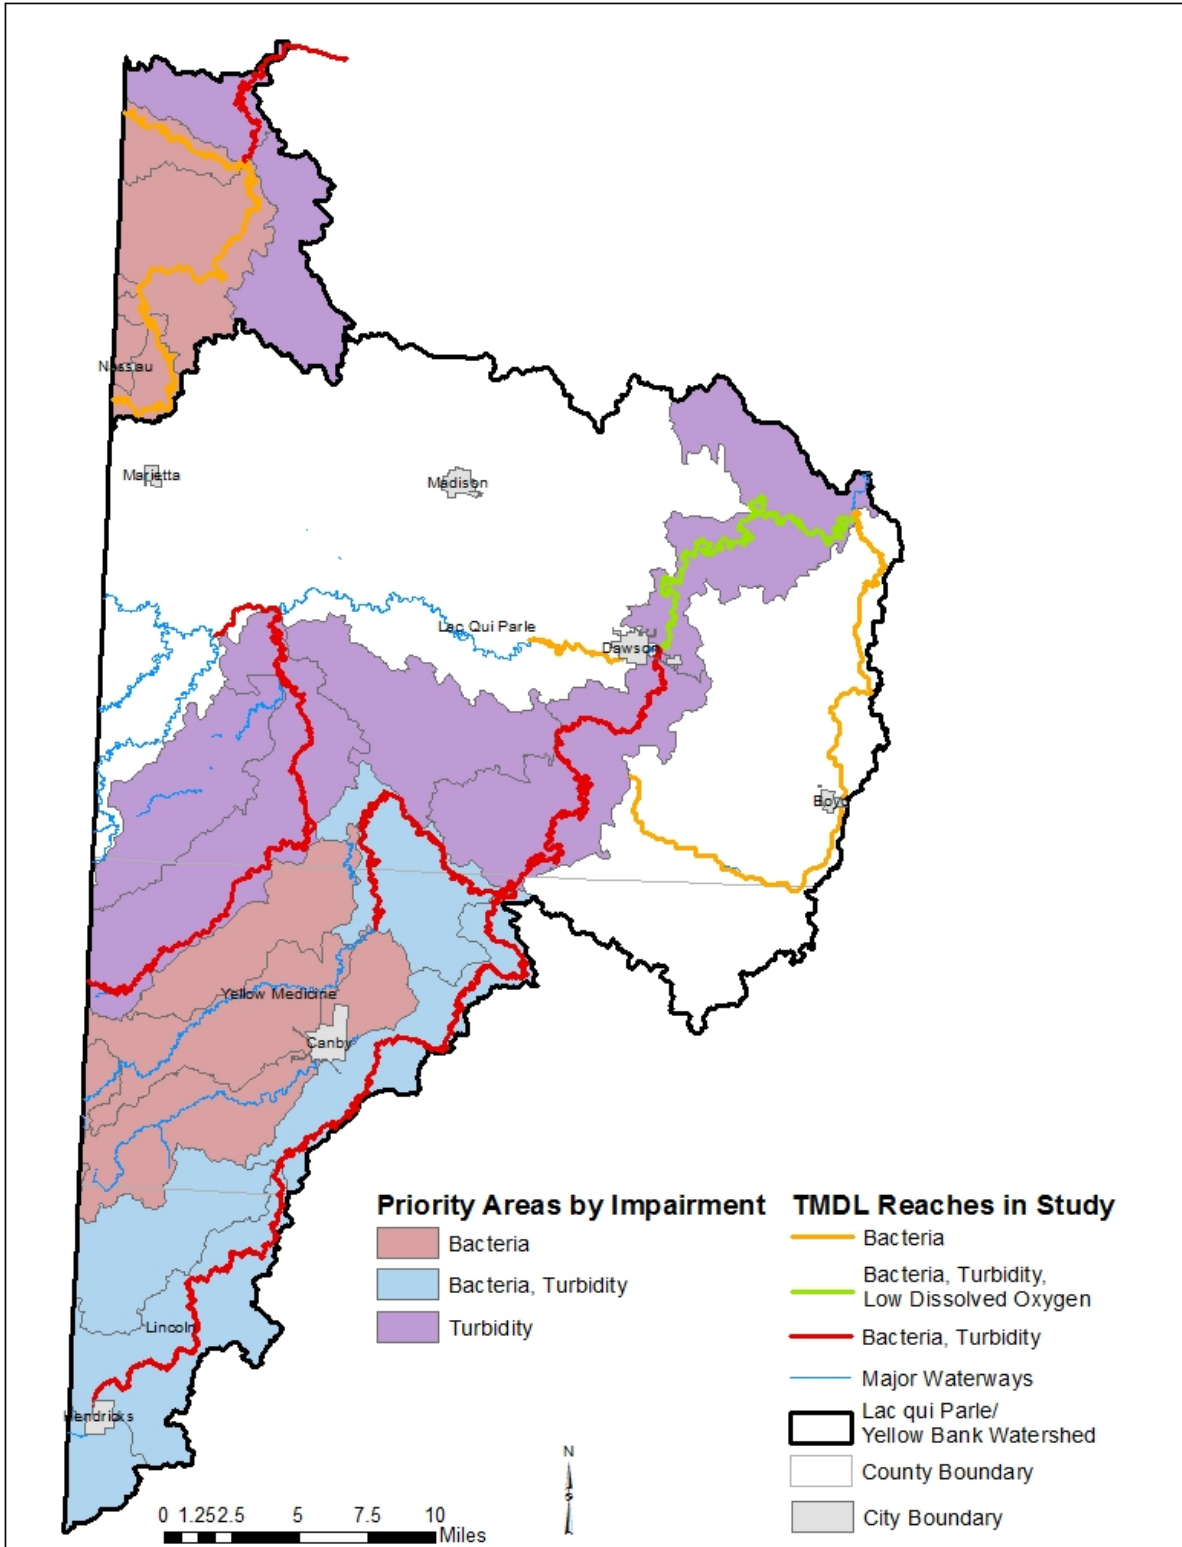 Nassau
Marietta
Madison
Lac Qui Parle
Dawson
Boyd
Yellow Medicine
Canby
Lincoln
Hendricks
Priority Areas by Impairment
Bacteria
Bacteria, Turbidity
Turbidity
TMDL Reaches in Study
Bacteria
Bacteria, Turbidity,
Low Dissolved Oxygen
Bacteria, Turbidity
Major Waterways
Lac qui Parle/
Yellow Bank Watershed
County Boundary
City Boundary
N
S
0 1.25 2.5 5 7.5 10
Miles